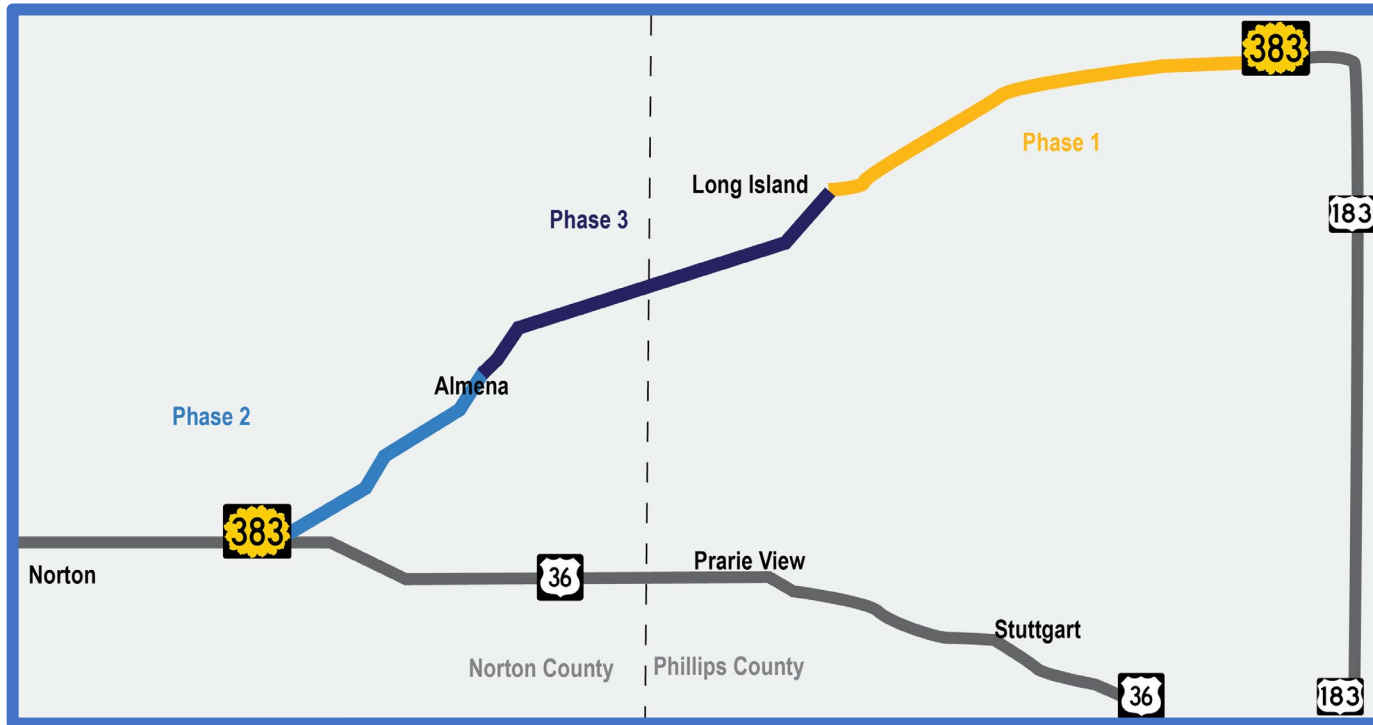 383
Phase 1
Long Island
183
Phase 3
Almena
Phase 2
383
Prarie View
Norton
36
Stuttgart
Norton County
Phillips County
36
183